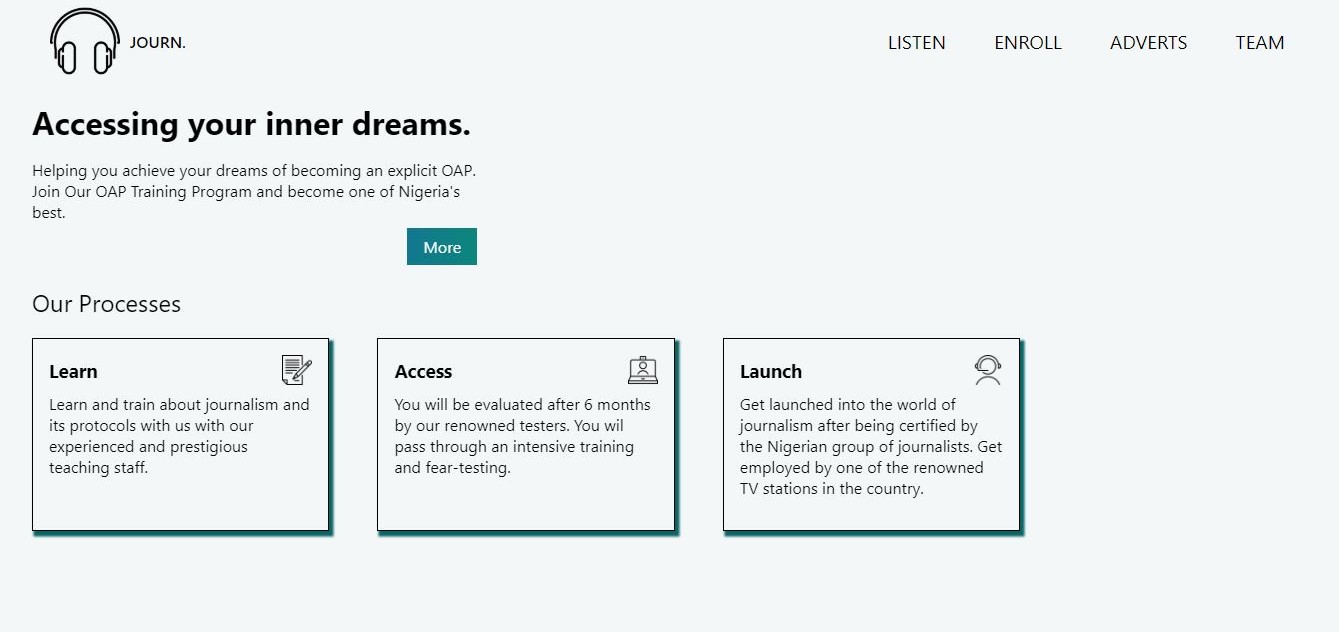 JOURN.
LISTEN ENROLL ADVERTS TEAM
Accessing your inner dreams.
Helping you achieve your dreams of becoming an explicit OAP.
Join Our OAP Training Program and become one of Nigeria's
best.
More
Our Processes
Learn
Learn and train about journalism and
its protocols with us with our
experienced and prestigious
teaching staff.
Access
You will be evaluated after 6 months
by our renowned testers. You wil
pass through an intensive training
and fear-testing.
Launch
Get launched into the world of
journalism after being certified by
the Nigerian group of journalists. Get
employed by one of the renowned
TV stations in the country.